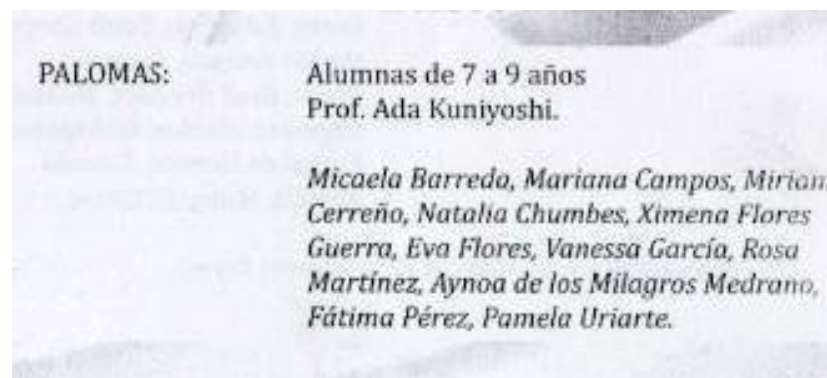 PALOMAS: Alumnas de 7 a 9 años
Prof. Ada Kuniyoshi.
Micaela Barreda, Mariana Campos, Miriam
Cerreño, Natalia Chumbes, Ximena Flores
Guerra, Eva Flores, Vanessa García, Rosa
Martínez, Aynoa de los Milagros Medrano,
Fátima Pérez, Pamela Uriarte.